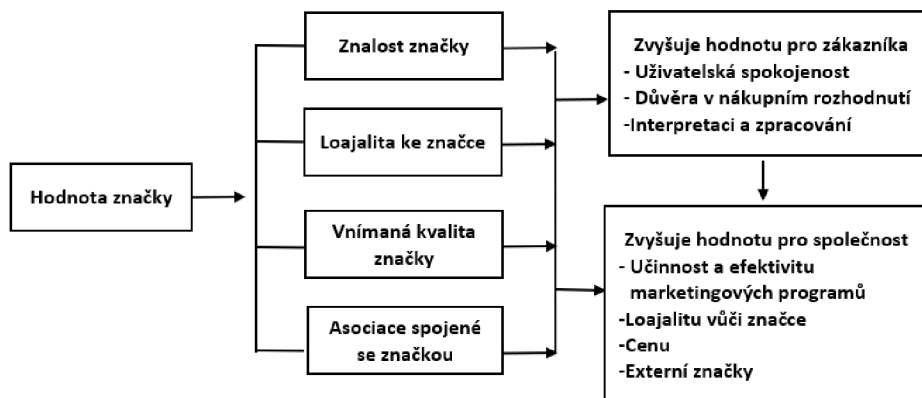 Hodnota značky
Znalost značky
Loajalita ke značce
Vnímaná kvalita
značky
Asociace spojené
se značkou
Zvyšuje hodnotu pro zákazníka
- Uživatelská spokojenost
- Důvěra v nákupním rozhodnutí
-Interpretaci a zpracování
Zvyšuje hodnotu pro společnost
- Učinnost a efektivitu
marketingových programů
-Loajalitu vůči značce
-Cenu
-Externí značky